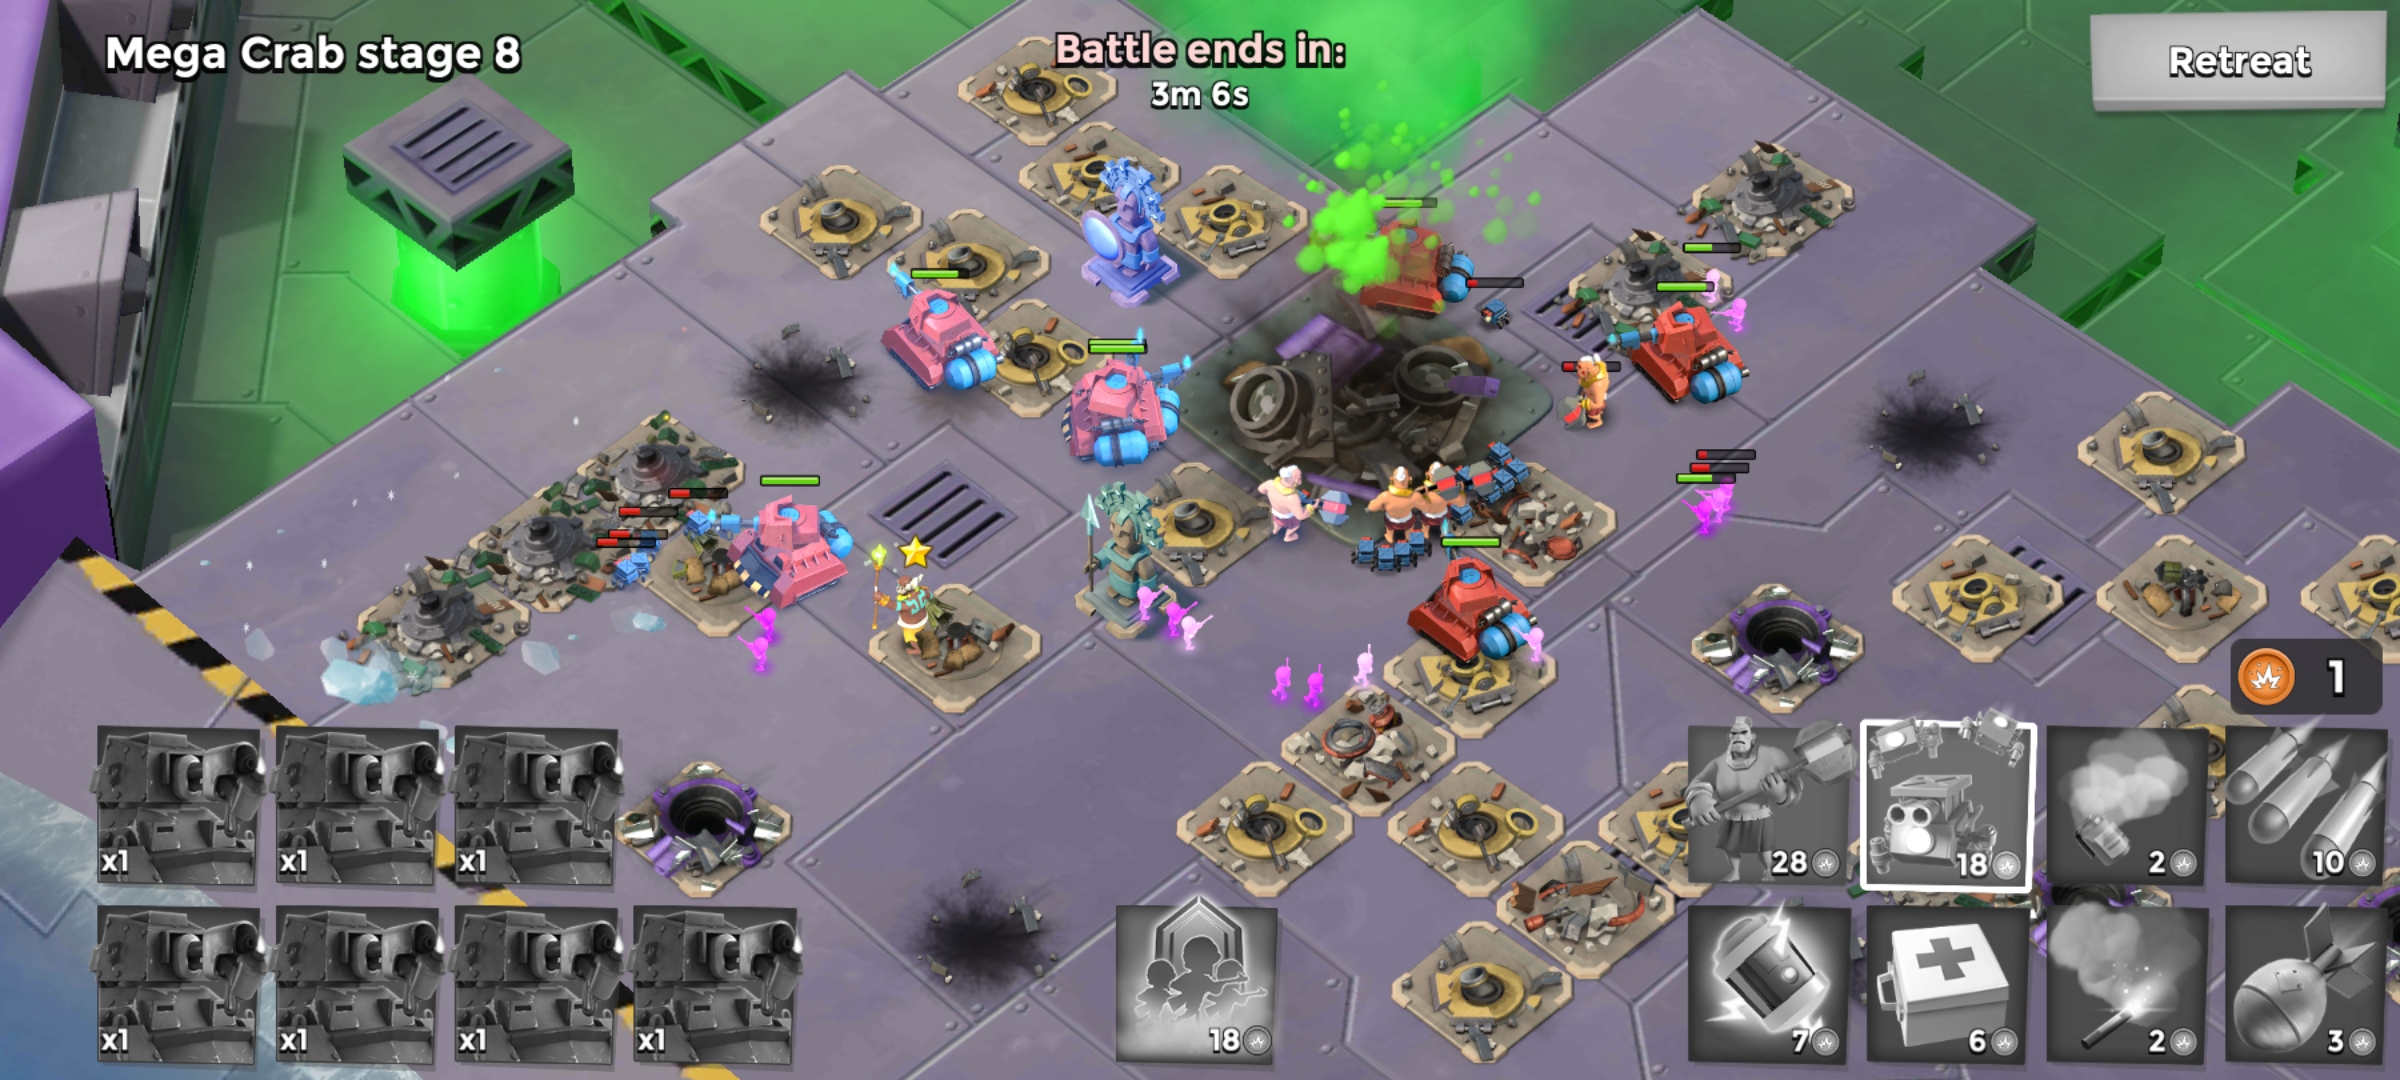 Mega Crab stage 8
Battle ends in:
3m 6s
Retreat
1
x1
x1
x1
28
18
2
10
x1
x1
x1
x1
18
7
6
2
3